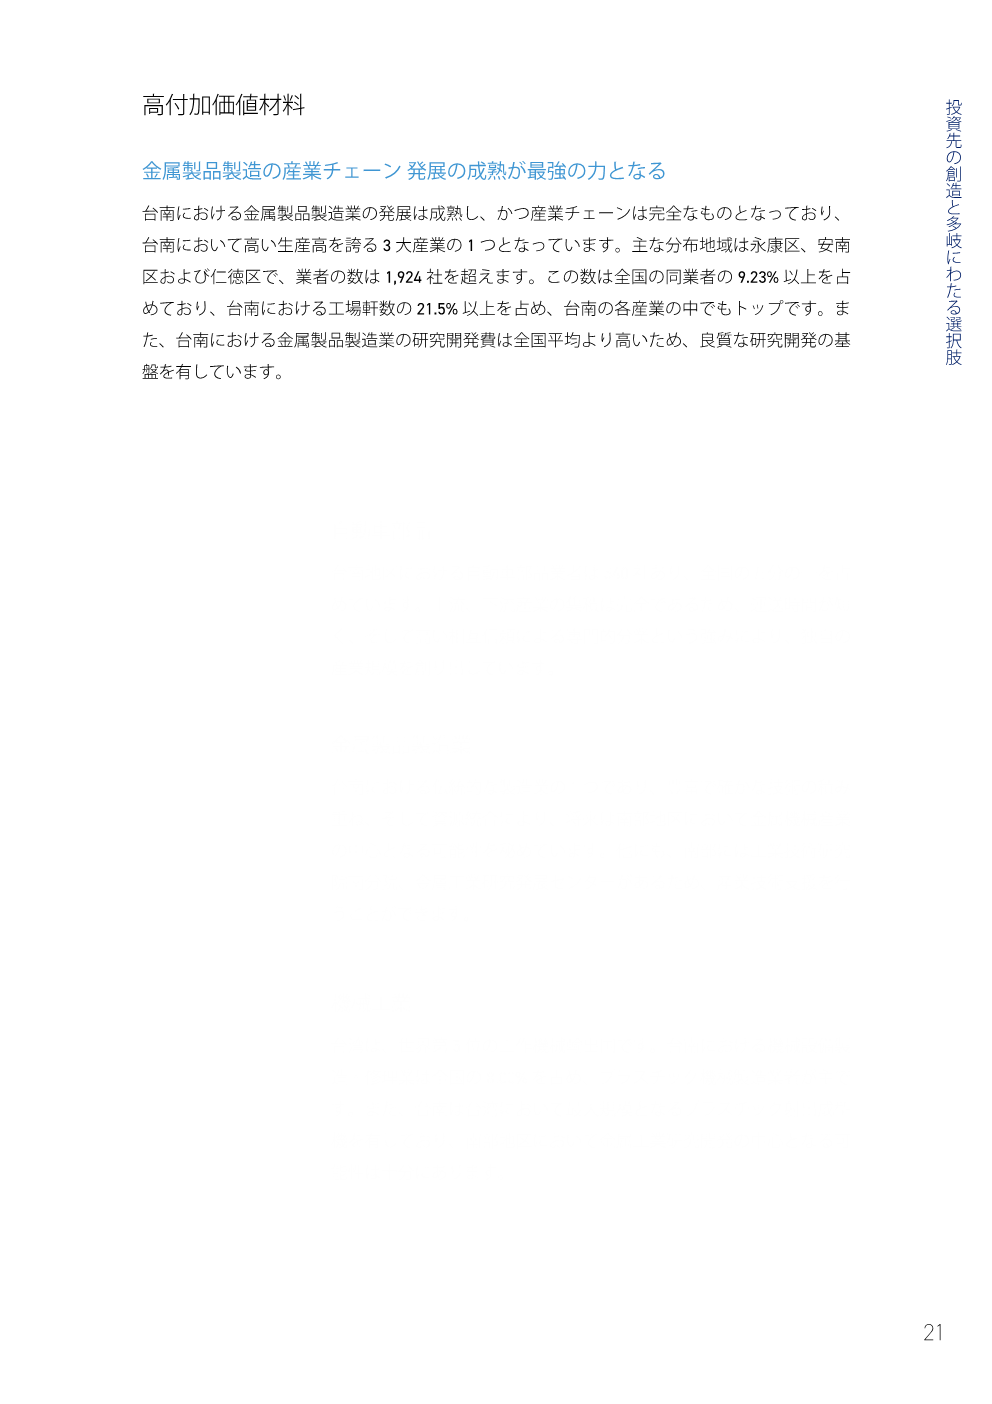 高付加価値材料
金属製品製造の産業チェーン 発展の成熟が最強の力となる
台南における金属製品製造業の発展は成熟し、かつ産業チェーンは完全なものとなっており、
台南において高い生産高を誇る 3 大産業の 1 つとなっています。主な分布地域は永康区、安南
区および仁徳区で、業者の数は 1,924 社を超えます。この数は全国の同業者の 9.23% 以上を占
めており、台南における工場軒数の 21.5% 以上を占め、台南の各産業の中でもトップです。ま
た、台南における金属製品製造業の研究開発費は全国平均より高いため、良質な研究開発の基
盤を有しています。
投資先の創造と多岐にわたる選択肢
21